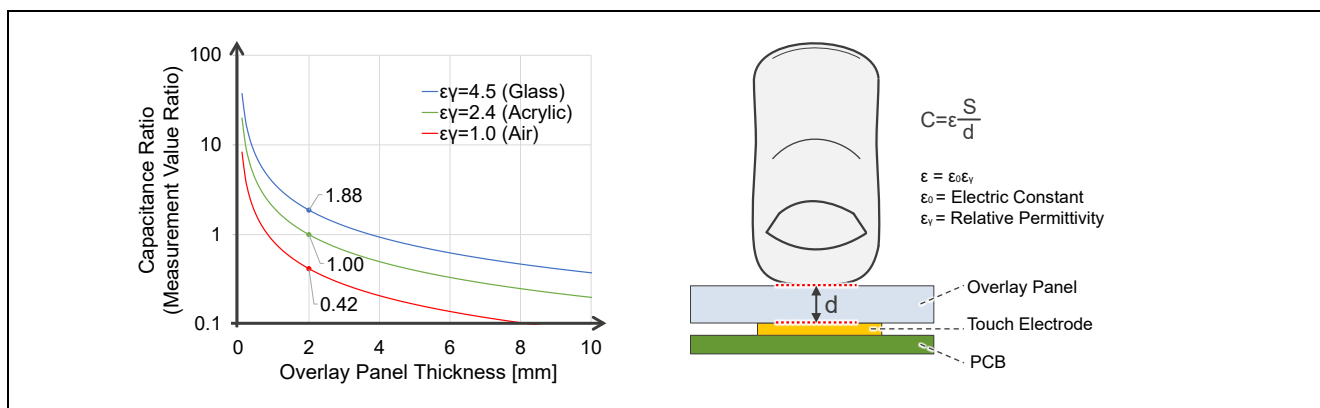 100
10
1
0.1
0
2
4
6
8
10
Capacitance Ratio
(Measurement Value Ratio)
Overlay Panel Thickness [mm]
εγ=4.5 (Glass)
εγ=2.4 (Acrylic)
εγ=1.0 (Air)
1.88
1.00
0.42
C=ε S/d
ε = ε₀εᵧ
ε₀ = Electric Constant
εᵧ = Relative Permittivity
d
Overlay Panel
Touch Electrode
PCB